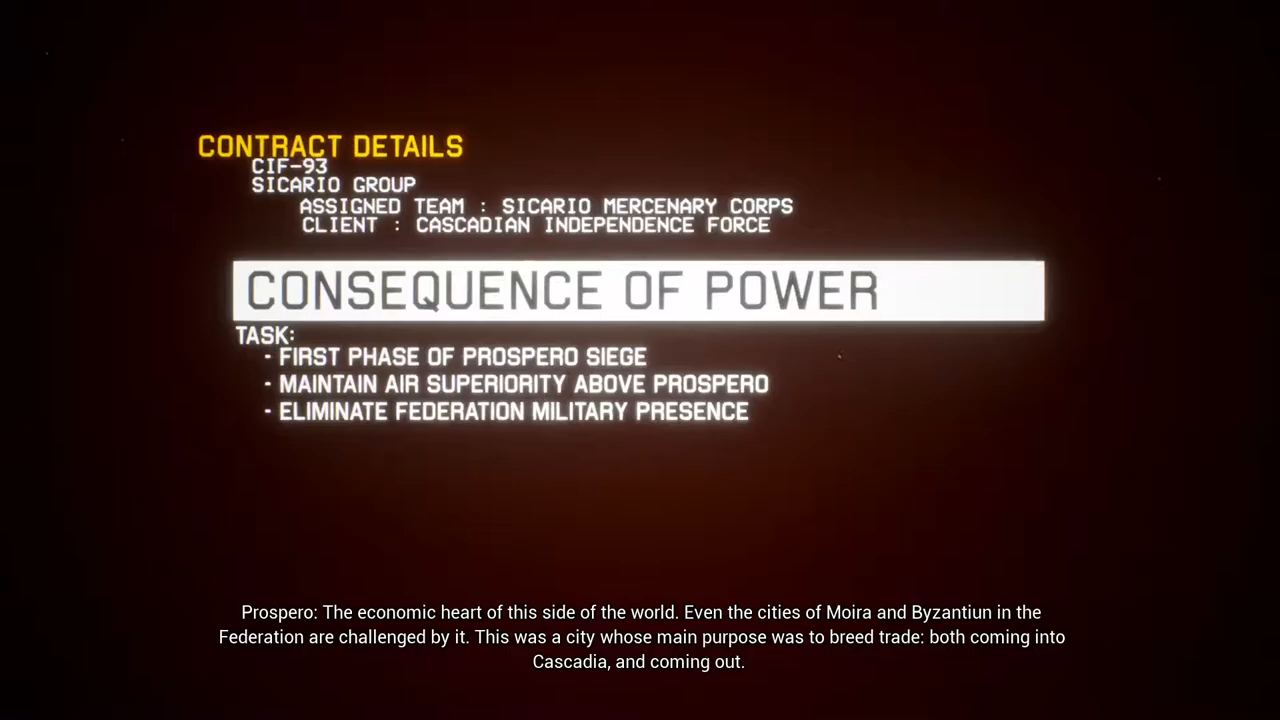 CONTRACT DETAILS
CIF-93
SICARIO GROUP
ASSIGNED TEAM : SICARIO MERCENARY CORPS
CLIENT : CASCADIAN INDEPENDENCE FORCE
CONSEQUENCE OF POWER
TASK:
- FIRST PHASE OF PROSPERO SIEGE
- MAINTAIN AIR SUPERIORITY ABOVE PROSPERO
- ELIMINATE FEDERATION MILITARY PRESENCE
Prospero: The economic heart of this side of the world. Even the cities of Moira and Byzantiun in the
Federation are challenged by it. This was a city whose main purpose was to breed trade: both coming into
Cascadia, and coming out.